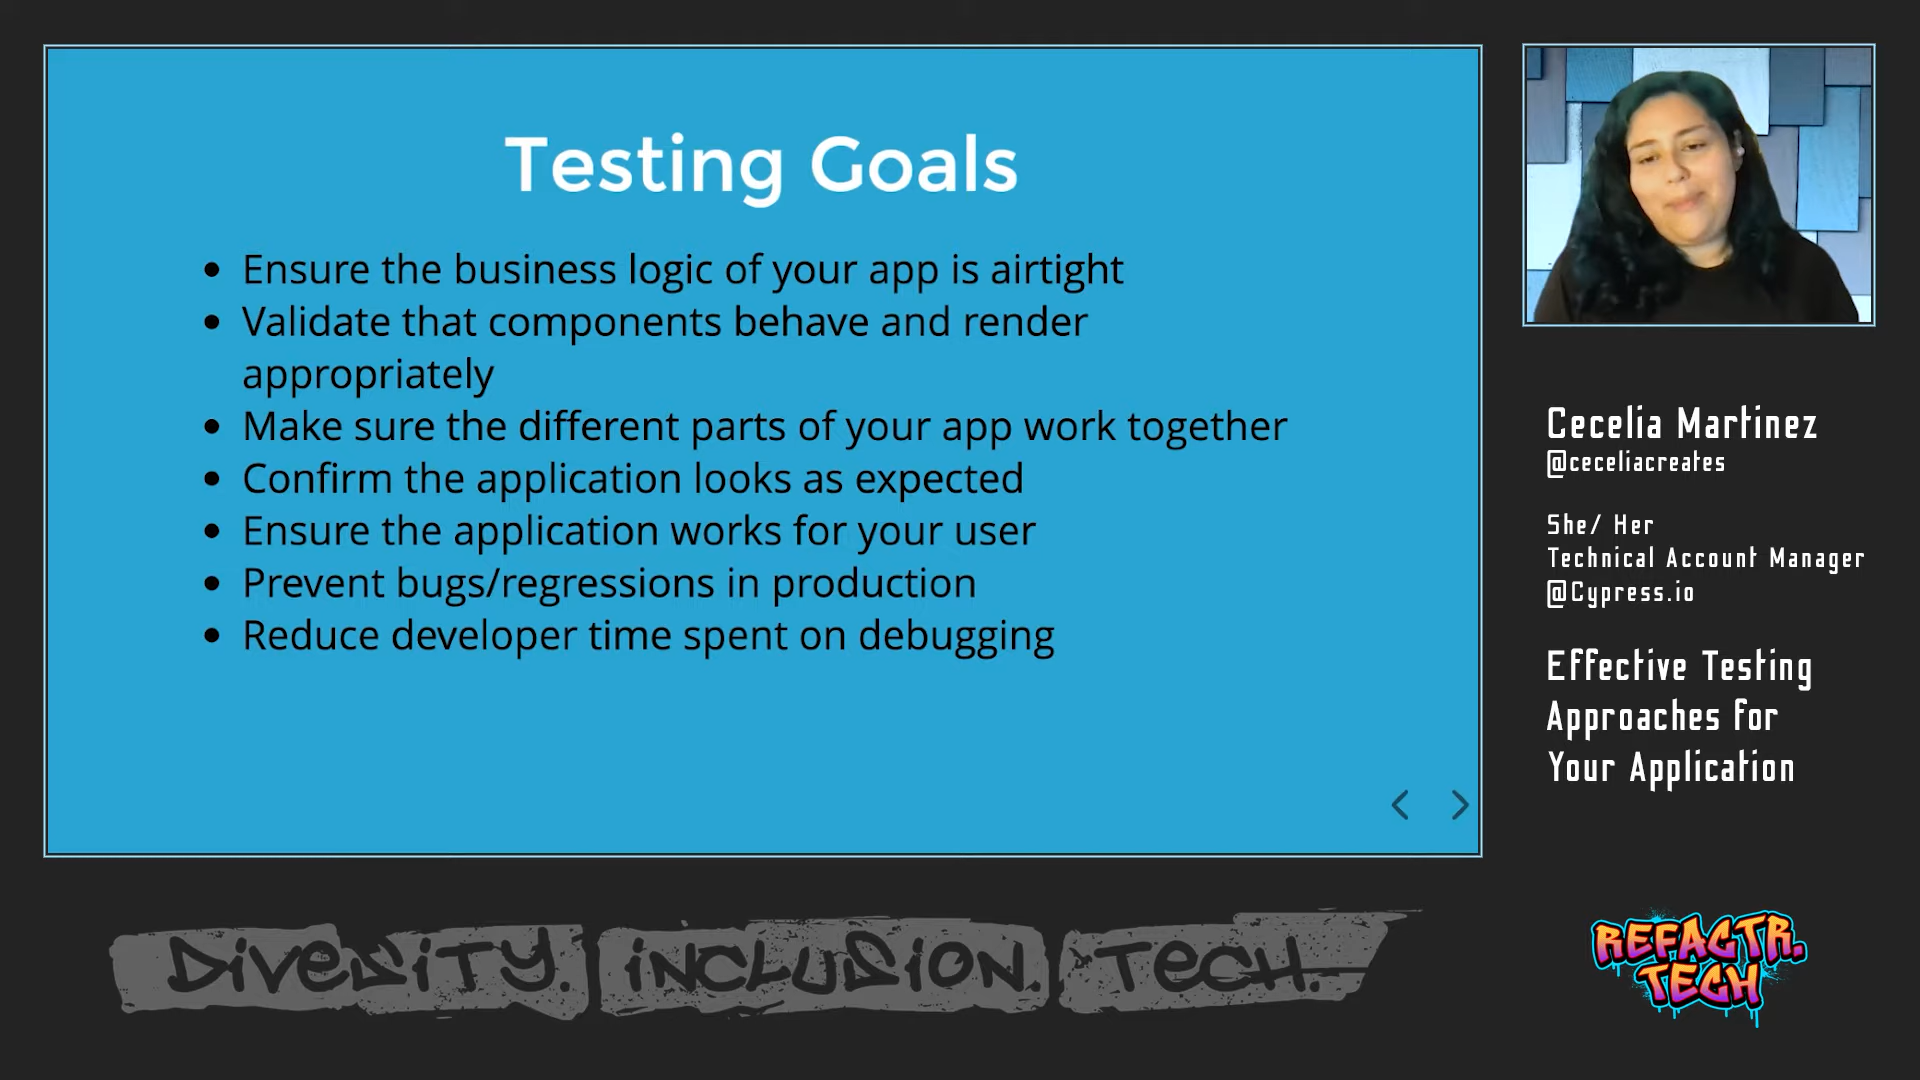 Testing Goals
Ensure the business logic of your app is airtight
Validate that components behave and render
appropriately
Make sure the different parts of your app work together
Confirm the application looks as expected
Ensure the application works for your user
Prevent bugs/regressions in production
Reduce developer time spent on debugging
Cecelia Martinez
@ceceliacreates
She/ Her
Technical Account Manager
@Cypress.io
Effective Testing
Approaches for
Your Application
DIVERSITY. INCLUSION. TECH.
REFACTR.
TECH